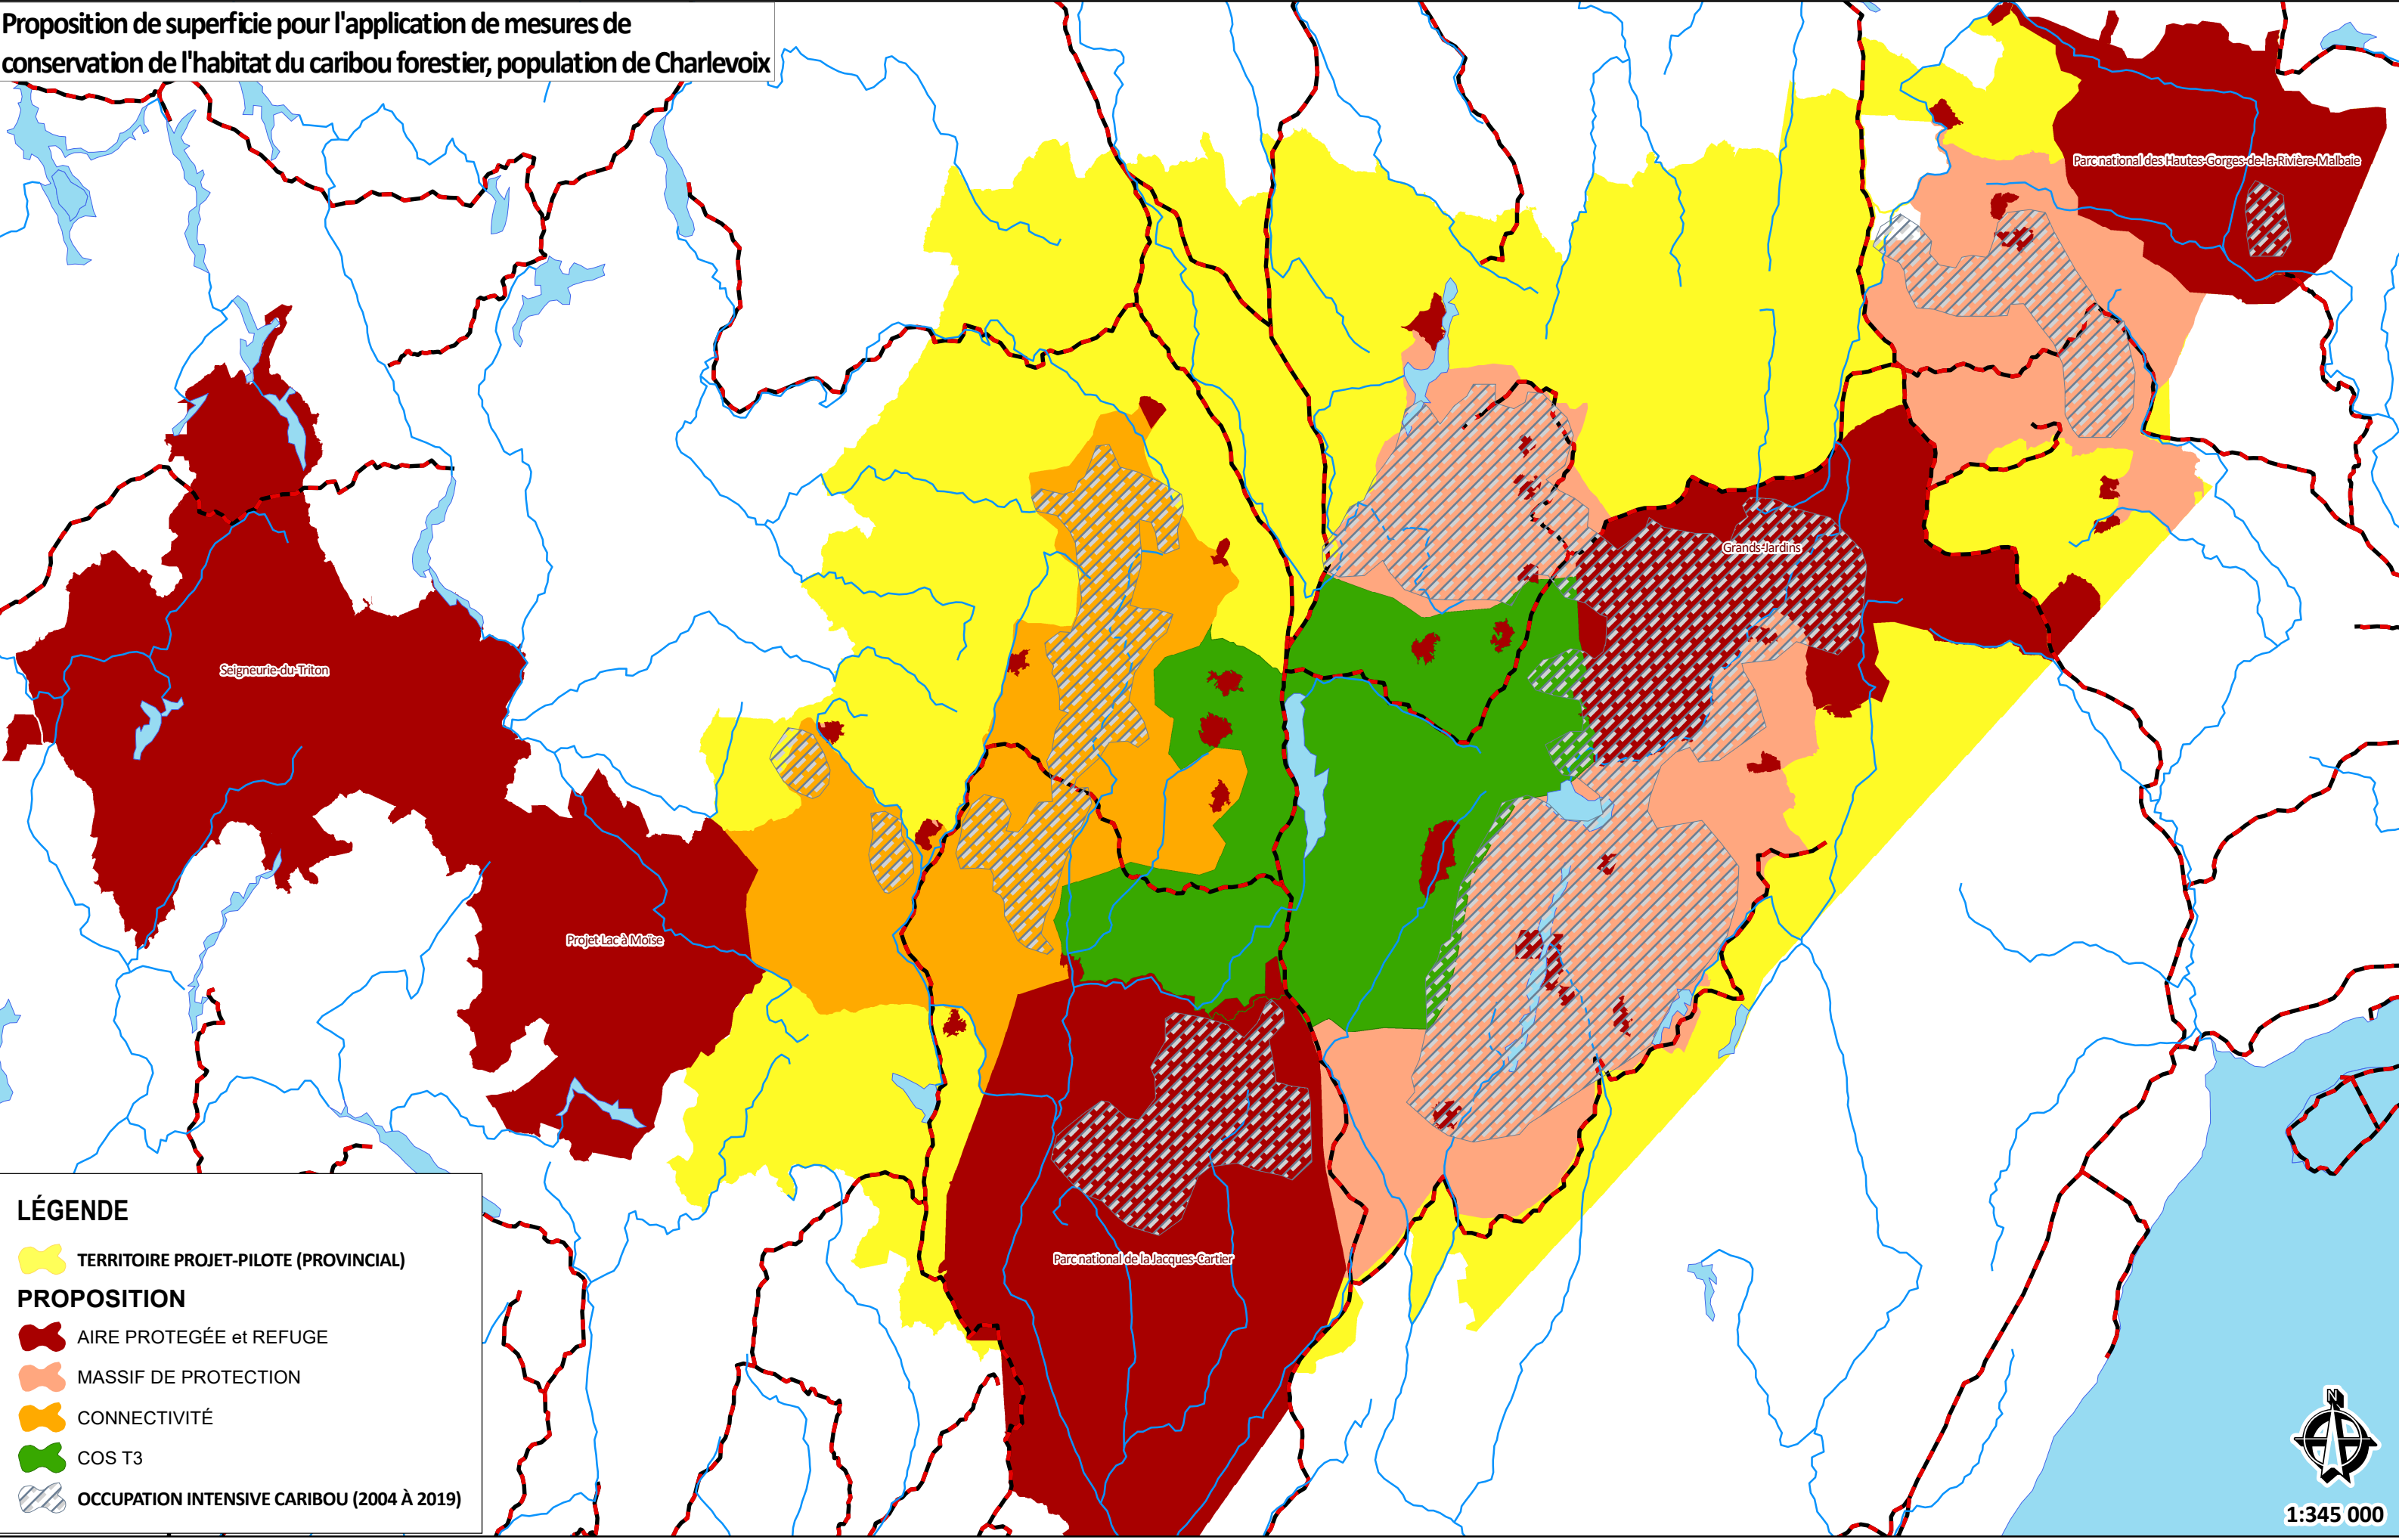 Proposition de superficie pour l'application de mesures de
conservation de l'habitat du caribou forestier, population de Charlevoix
Parc national des Hautes-Gorges-de-la-Rivière-Malbaie
Grands-Jardins
Seigneurie-du-Triton
Projet Lac à Moïse
Parc national de la Jacques-Cartier
LÉGENDE
TERRITOIRE PROJET-PILOTE (PROVINCIAL)
PROPOSITION
AIRE PROTEGÉE et REFUGE
MASSIF DE PROTECTION
CONNECTIVITÉ
COS T3
OCCUPATION INTENSIVE CARIBOU (2004 À 2019)
N
1:345 000